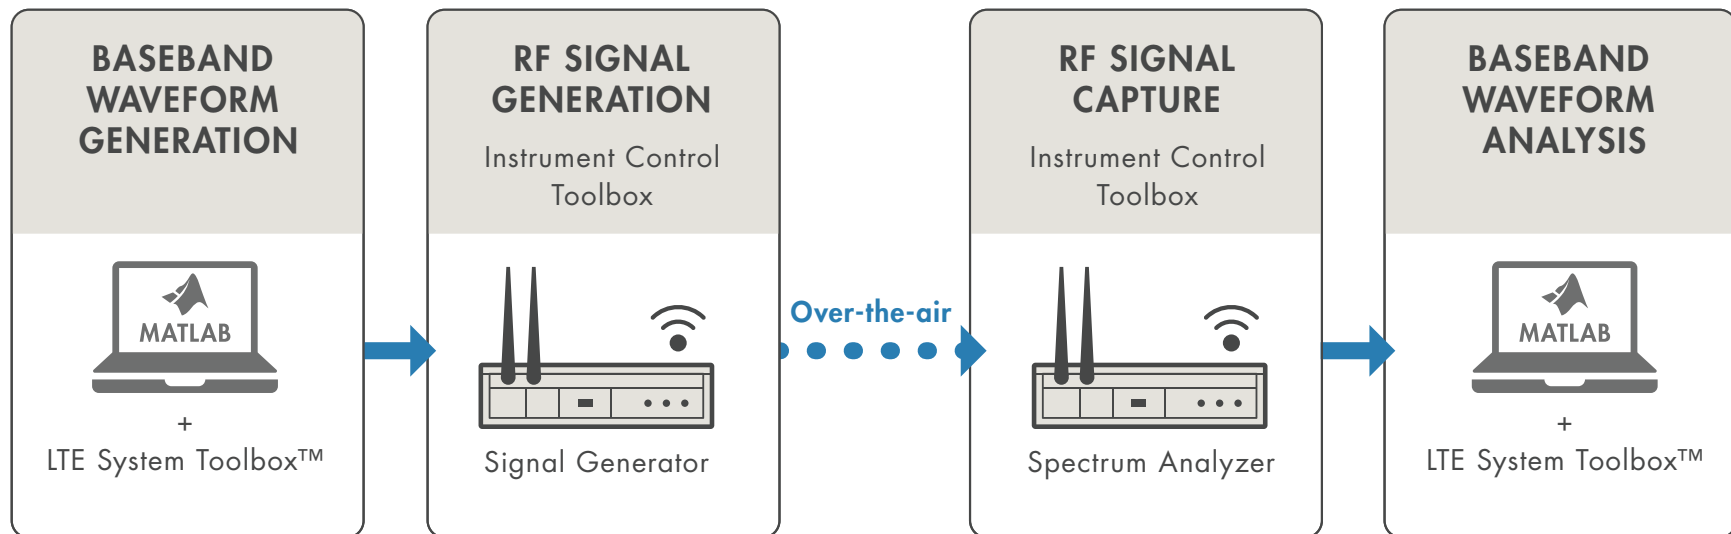 BASEBAND
WAVEFORM
GENERATION
MATLAB
+
LTE System Toolbox™
RF SIGNAL
GENERATION
Instrument Control
Toolbox
Signal Generator
Over-the-air
RF SIGNAL
CAPTURE
Instrument Control
Toolbox
Spectrum Analyzer
BASEBAND
WAVEFORM
ANALYSIS
MATLAB
+
LTE System Toolbox™